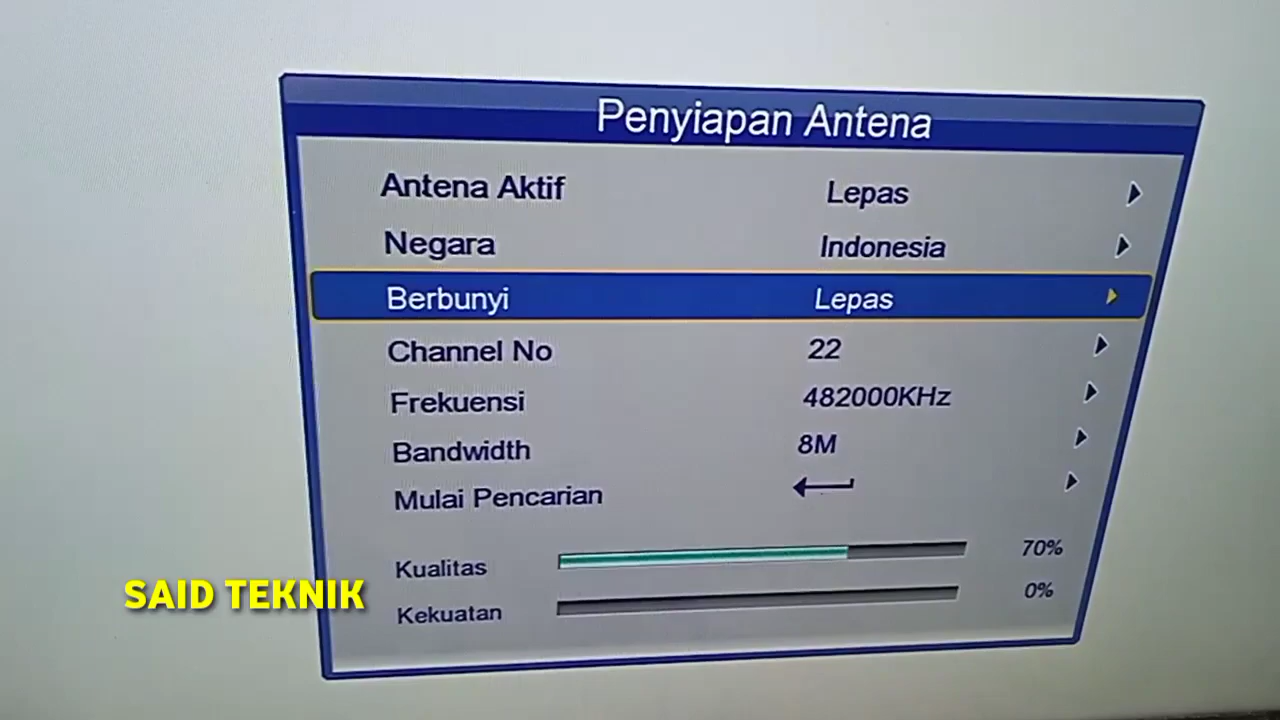 Penyiapan Antena
Antena Aktif Lepas
Negara Indonesia
Berbunyi Lepas
Channel No 22
Frekuensi 482000KHz
Bandwidth 8M
Mulai Pencarian
Kualitas 70%
Kekuatan 0%
SAID TEKNIK